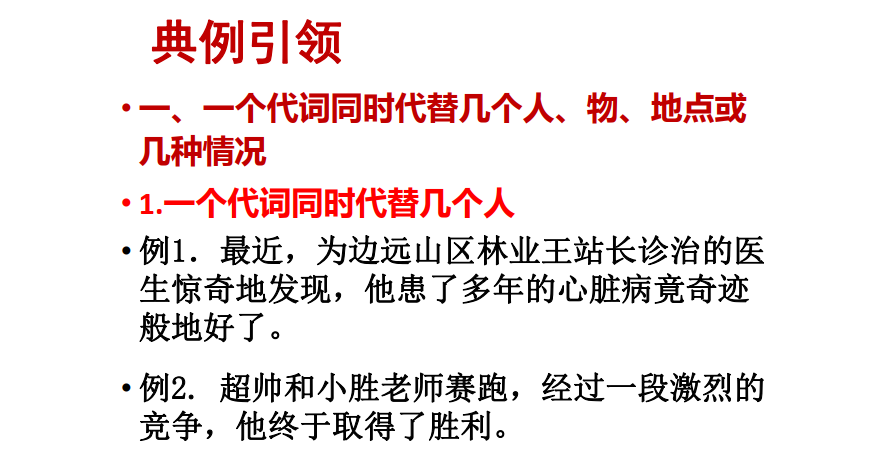 典例引领
• 一、一个代词同时代替几个人、物、地点或
几种情况
• 1.一个代词同时代替几个人
• 例1．最近，为边远山区林业王站长诊治的医
生惊奇地发现，他患了多年的心脏病竟奇迹
般地好了。
• 例2．超帅和小胜老师赛跑，经过一段激烈的
竞争，他终于取得了胜利。